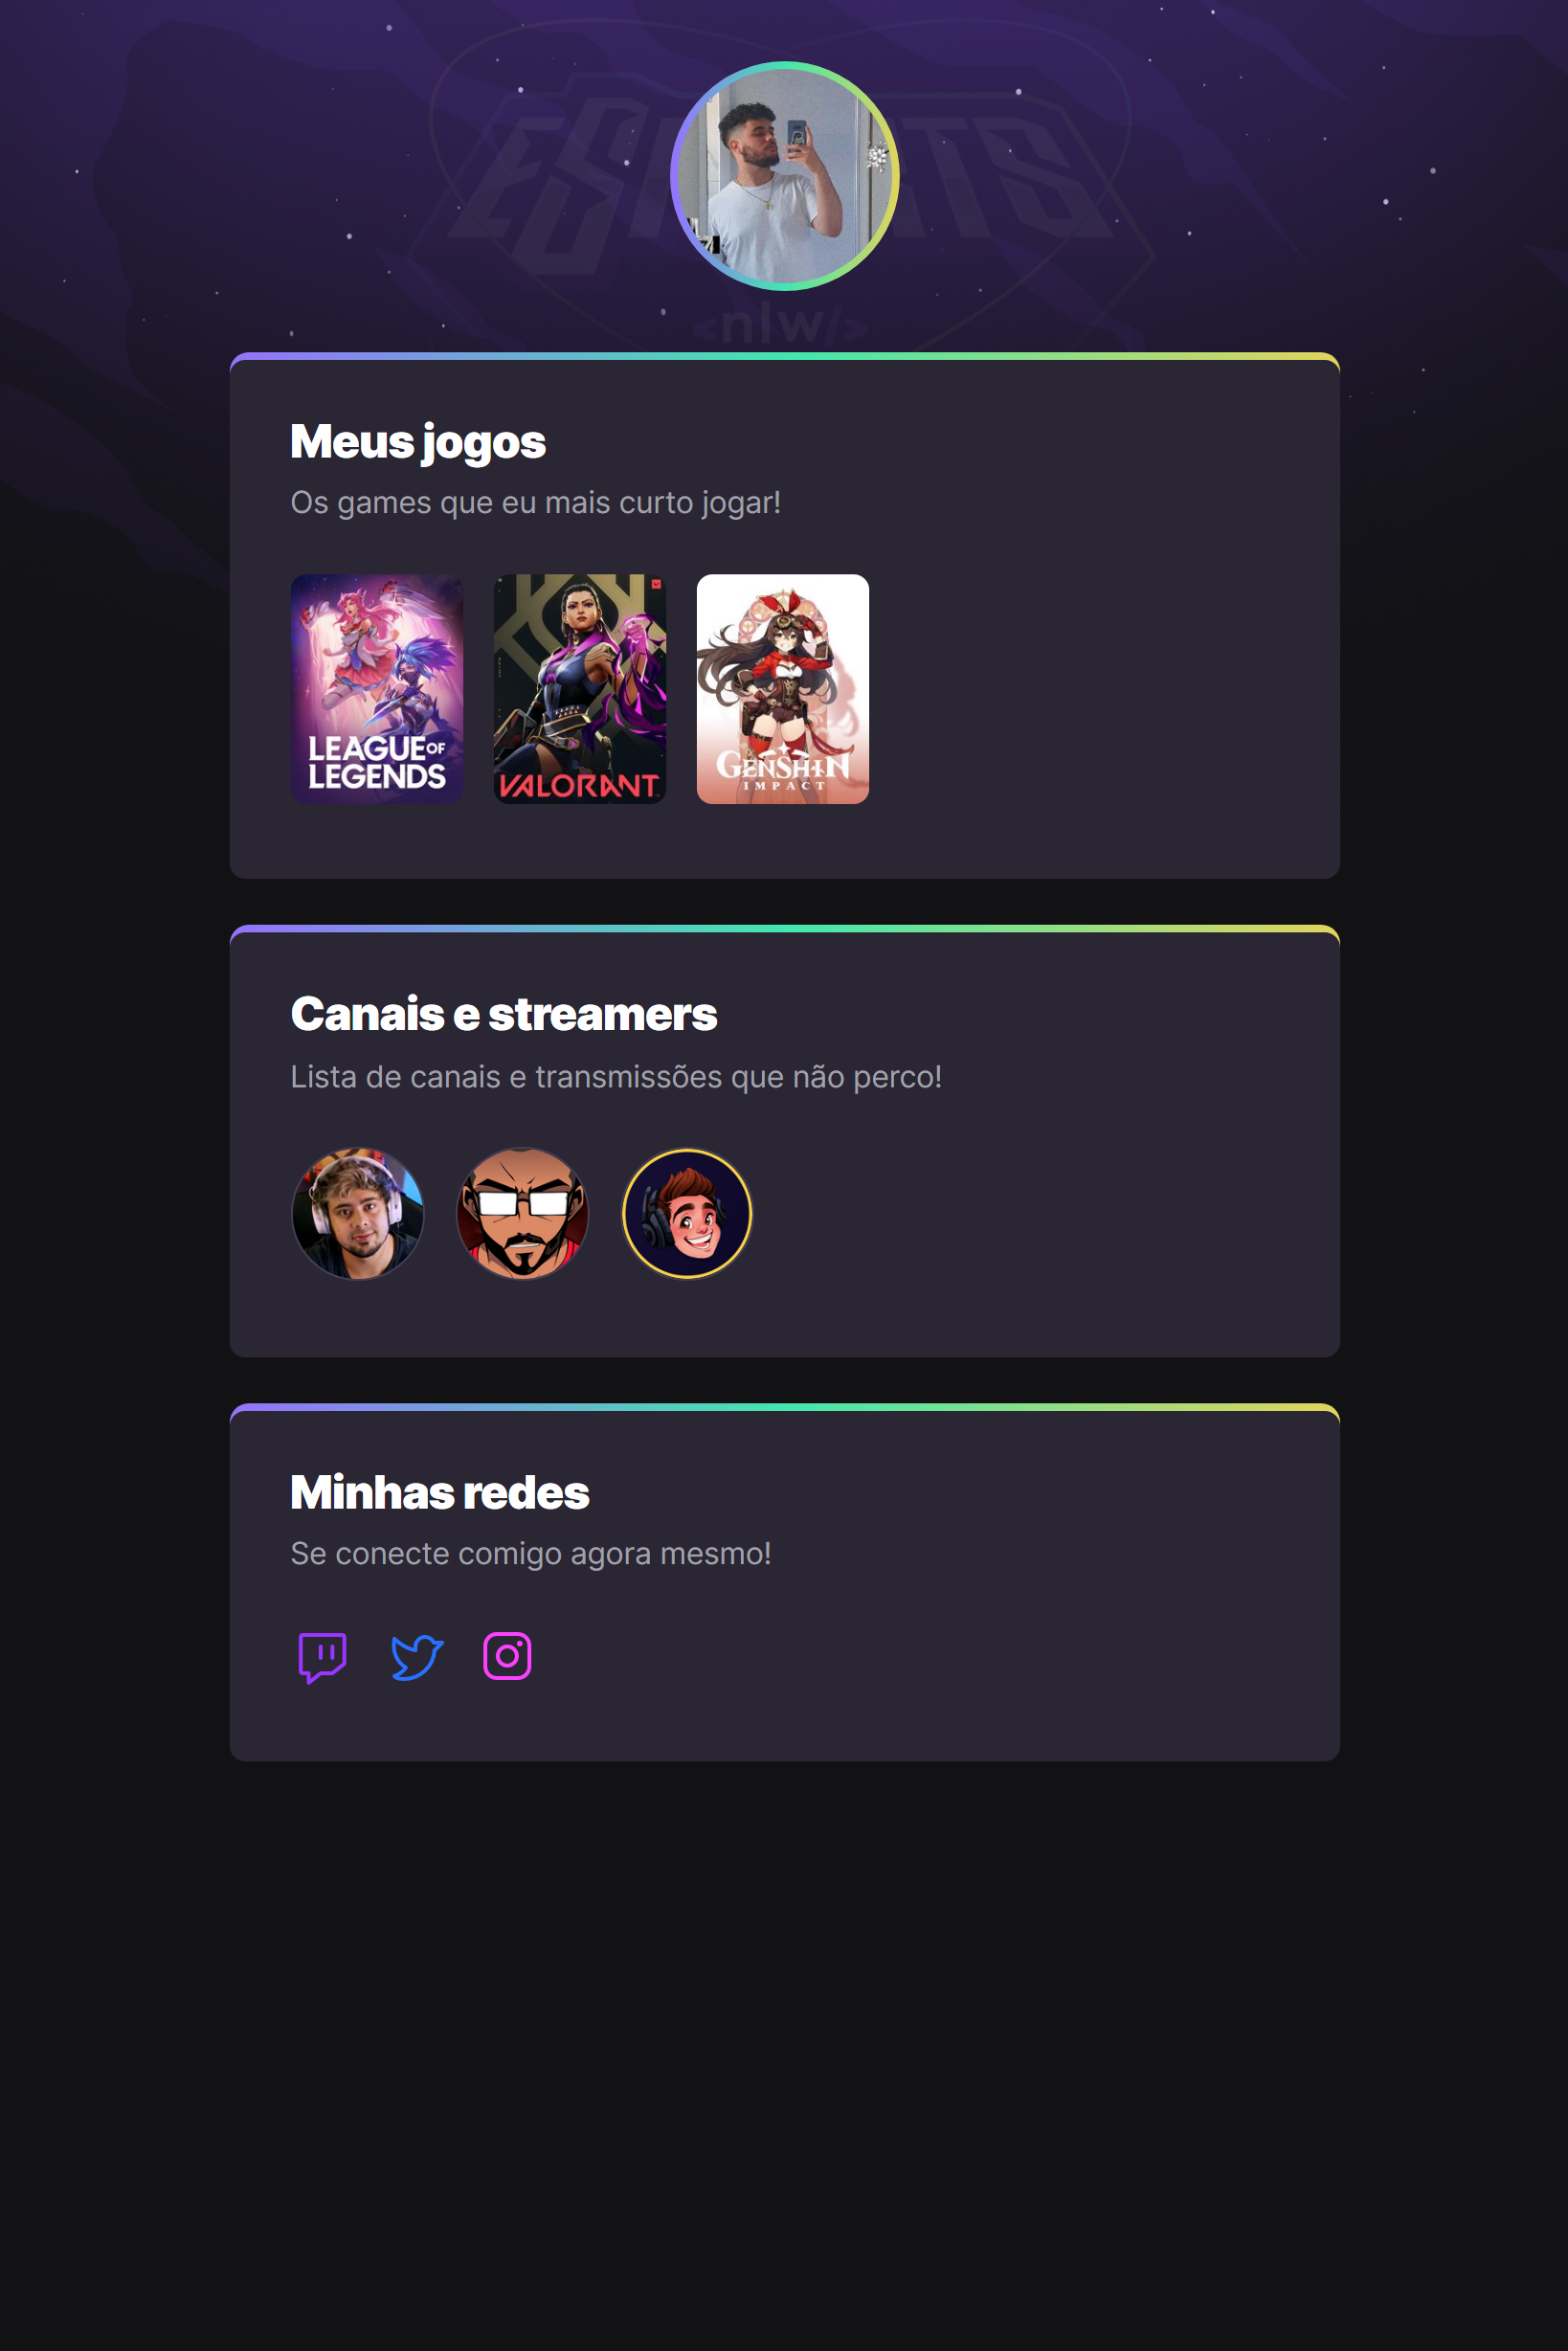 ESPORTS
<nlw/>
Meus jogos
Os games que eu mais curto jogar!
LEAGUE OF
LEGENDS
VALORANT
GENSHIN
IMPACT
Canais e streamers
Lista de canais e transmissões que não perco!
Minhas redes
Se conecte comigo agora mesmo!